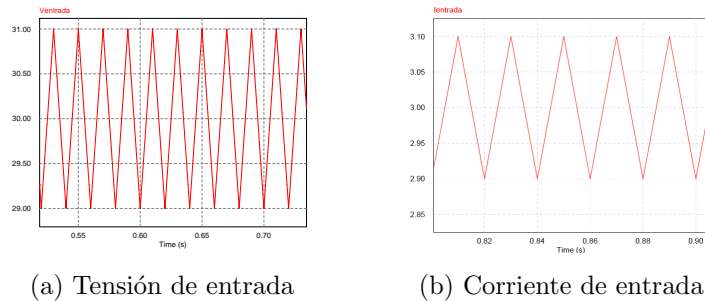 Ventrada
31.00
30.50
30.00
29.50
29.00
0.55 0.60 0.65 0.70
Time (s)
(a) Tensión de entrada
Ientrada
3.10
3.05
3.00
2.95
2.90
2.85
0.82 0.84 0.86 0.88 0.90
Time (s)
(b) Corriente de entrada